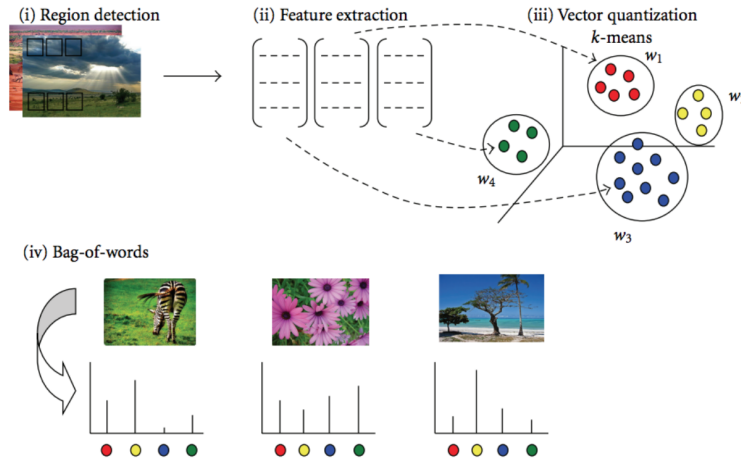 (i) Region detection
(ii) Feature extraction
(iii) Vector quantization
k-means
w1
w
w4
w3
(iv) Bag-of-words